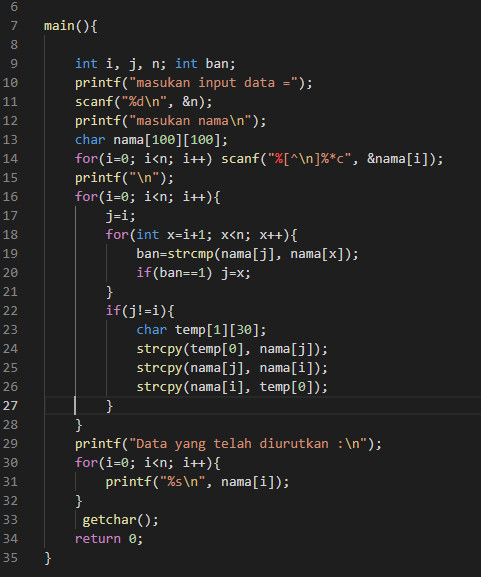 6
7 main(){
8
9 int i, j, n; int ban;
10 printf("masukan input data =");
11 scanf("%d\n", &n);
12 printf("masukan nama\n");
13 char nama[100][100];
14 for(i=0; i<n; i++) scanf("%[^\n]%*c", &nama[i]);
15 printf("\n");
16 for(i=0; i<n; i++){
17 j=i;
18 for(int x=i+1; x<n; x++){
19 ban=strcmp(nama[j], nama[x]);
20 if(ban==1) j=x;
21 }
22 if(j!=i){
23 char temp[1][30];
24 strcpy(temp[0], nama[j]);
25 strcpy(nama[j], nama[i]);
26 strcpy(nama[i], temp[0]);
27 }
28 }
29 printf("Data yang telah diurutkan :\n");
30 for(i=0; i<n; i++){
31 printf("%s\n", nama[i]);
32 }
33 getchar();
34 return 0;
35 }